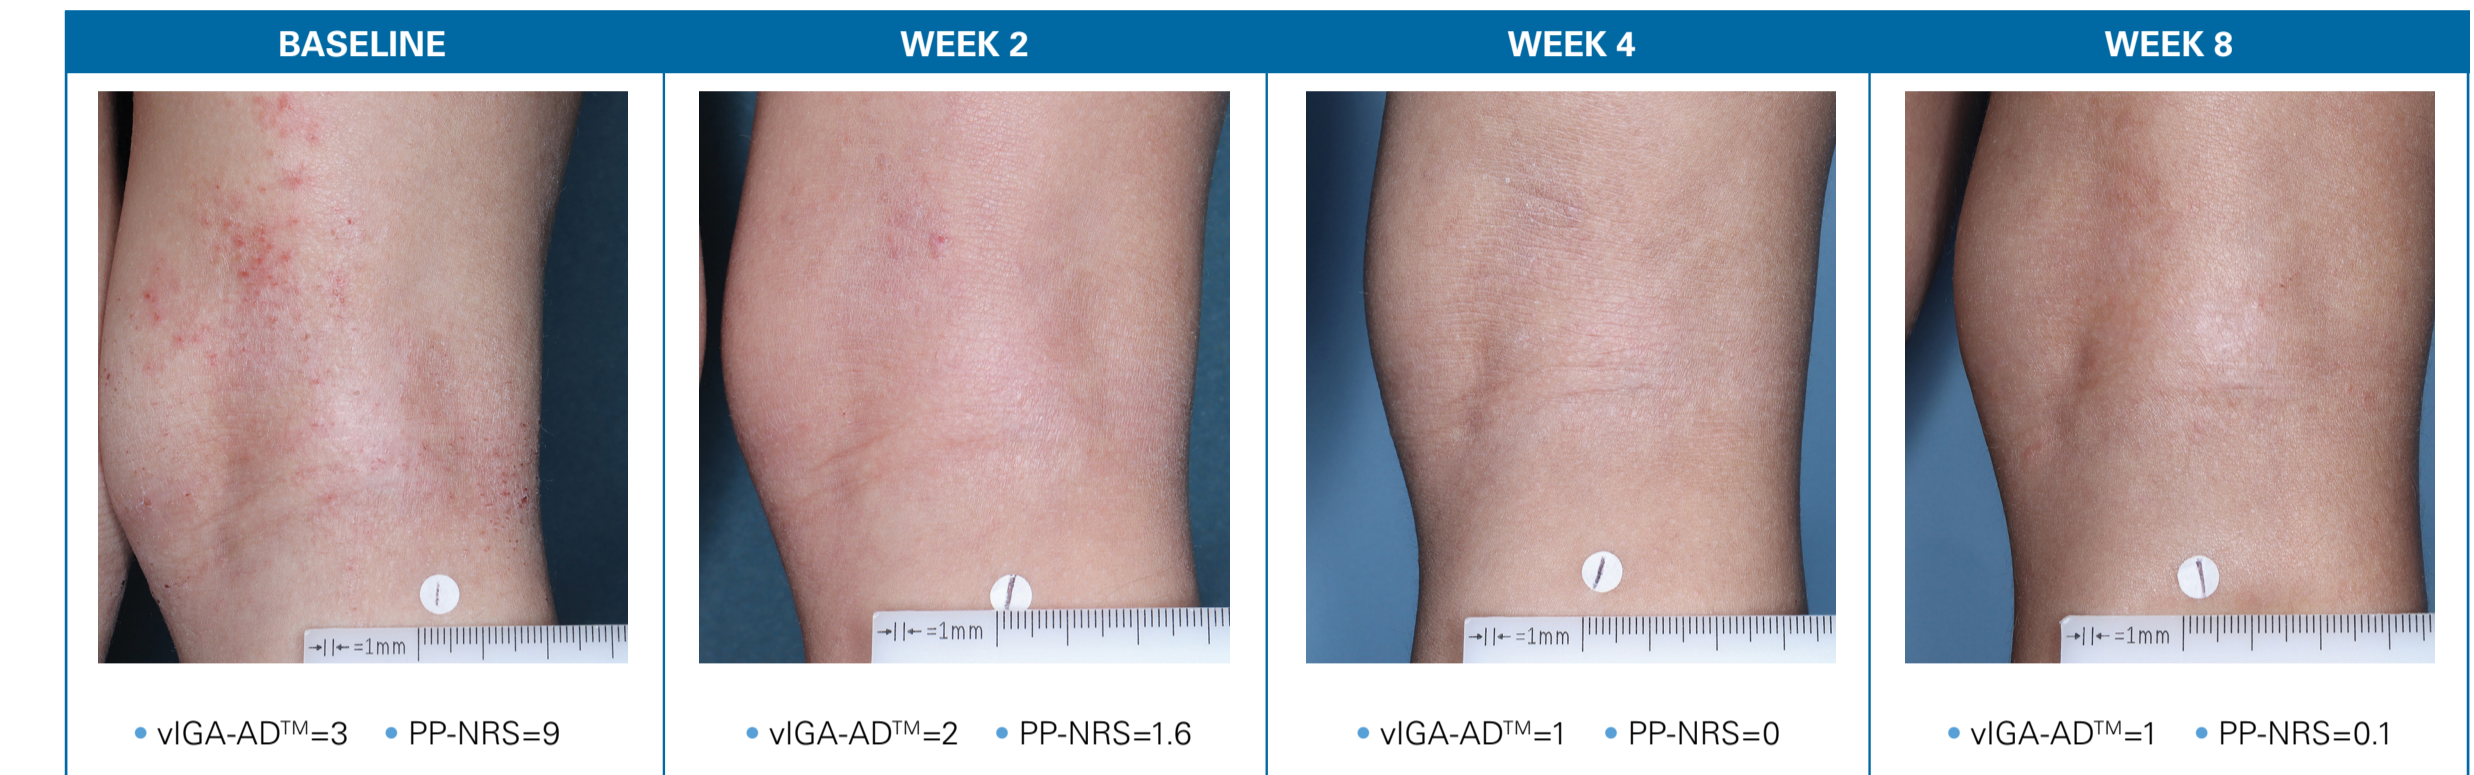 BASELINE
WEEK 2
WEEK 4
WEEK 8
→||←=1mm
→||←=1mm
→||←=1mm
→||←=1mm
• vIGA-AD™=3 • PP-NRS=9
• vIGA-AD™=2 • PP-NRS=1.6
• vIGA-AD™=1 • PP-NRS=0
• vIGA-AD™=1 • PP-NRS=0.1